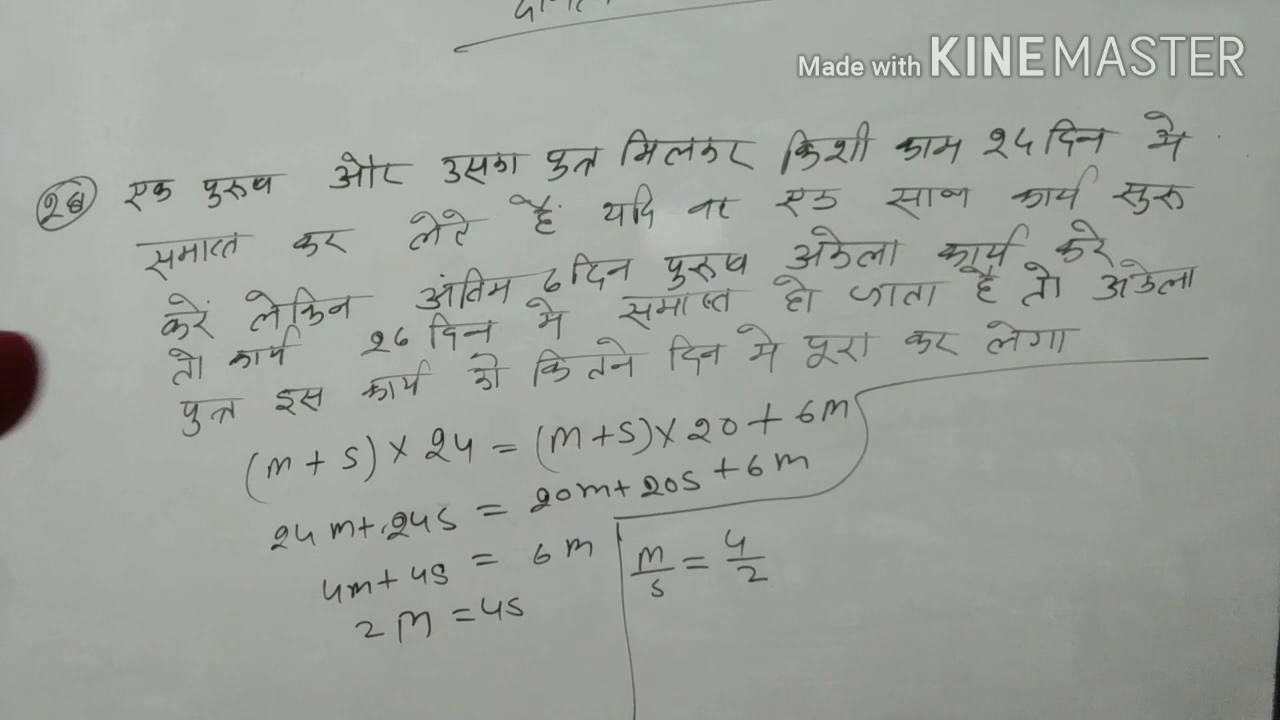 Made with KINEMASTER
२६ एक पुरुष और उसका पुत्र मिलकर किशी काम 24 दिन मे
समाप्त कर लेते हैं यदि वह एक साथ कार्य सुरू
करें लेकिन अंतिम 6 दिन पुरुष अकेला कार्य करे
तो कार्य 26 दिन मे समाप्त हो जाता है तो अकेला
पुत्र इस कार्य को कितने दिन मे पूरा कर लेगा
(m + s) × 24 = (m + s) × 20 + 6m
24m + 24s = 20m + 20s + 6m
4m + 4s = 6m
2m = 4s
m/s = 4/2